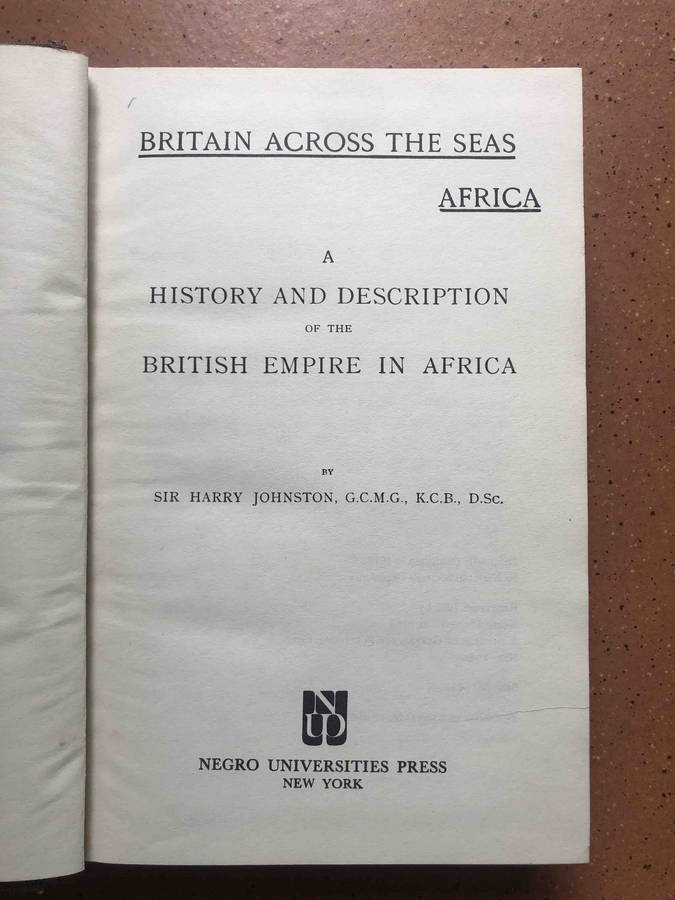 BRITAIN ACROSS THE SEAS
AFRICA
A
HISTORY AND DESCRIPTION
OF THE
BRITISH EMPIRE IN AFRICA
BY
SIR HARRY JOHNSTON, G.C.M.G., K.C.B., D.Sc.
NUP
NEGRO UNIVERSITIES PRESS
NEW YORK